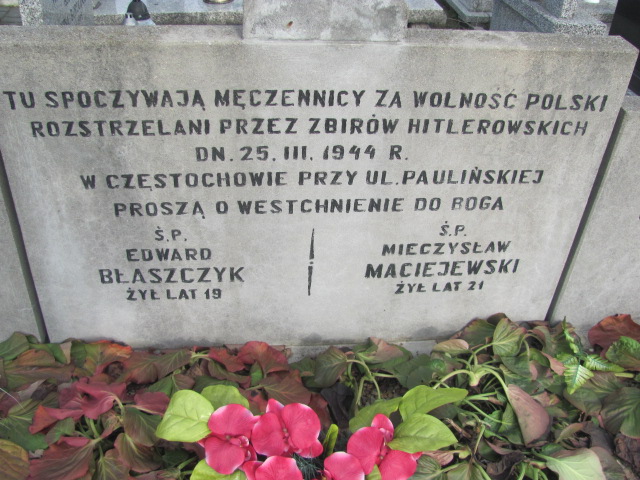 TU SPOCZYWAJĄ MĘCZENNICY ZA WOLNOŚĆ POLSKI
ROZSTRZELANI PRZEZ ZBIRÓW HITLEROWSKICH
DN. 25. III. 1944 R.
W CZĘSTOCHOWIE PRZY UL. PAULIŃSKIEJ
PROSZĄ O WESTCHNIENIE DO BOGA
Ś.P.
EDWARD
BŁASZCZYK
ŻYŁ LAT 19
Ś.P.
MIECZYSŁAW
MACIEJEWSKI
ŻYŁ LAT 21